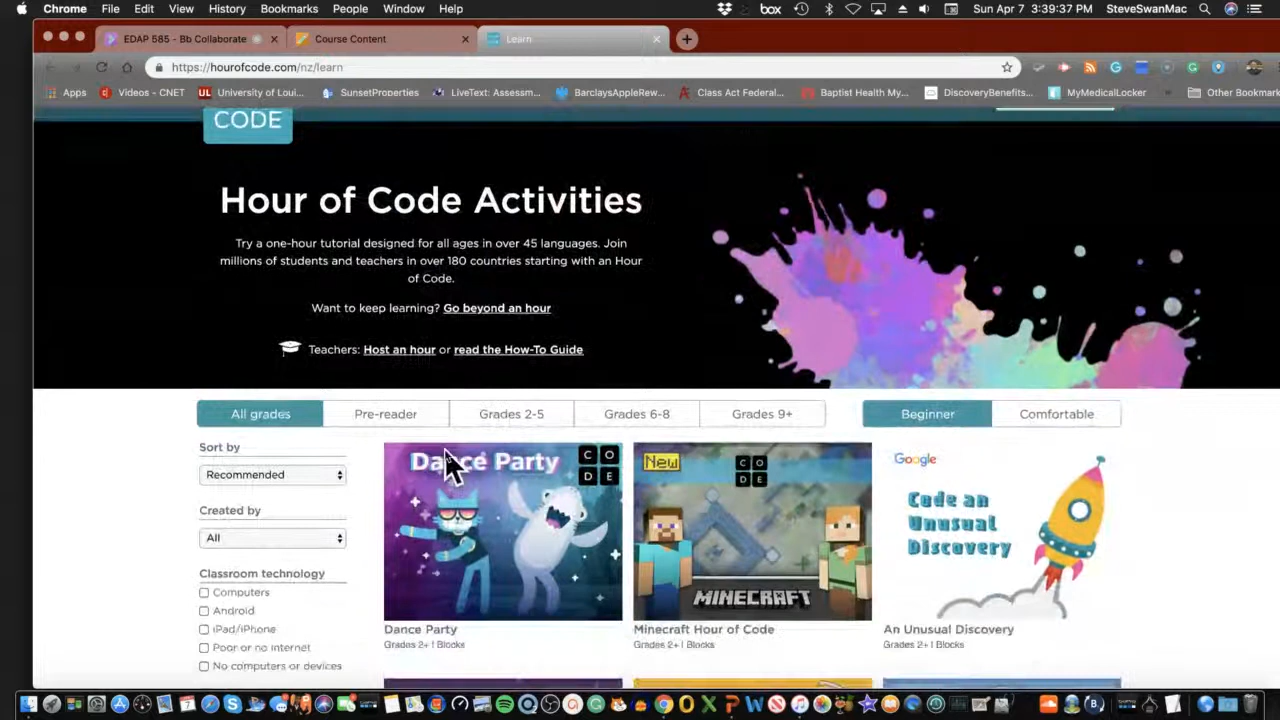 Chrome File Edit View History Bookmarks People Window Help box Sun Apr 7 3:39:37 PM SteveSwanMac
EDAP 585 - Bb Collaborate Course Content Learn
https://hourofcode.com/nz/learn
Apps Videos - CNET University of Loui... SunsetProperties LiveText: Assessm... BarclaysAppleRew... Class Act Federal... Baptist Health My... DiscoveryBenefits... MyMedicalLocker » Other Bookmark
CODE
Hour of Code Activities
Try a one-hour tutorial designed for all ages in over 45 languages. Join
millions of students and teachers in over 180 countries starting with an Hour
of Code.
Want to keep learning? Go beyond an hour
Teachers: Host an hour or read the How-To Guide
All grades Pre-reader Grades 2-5 Grades 6-8 Grades 9+ Beginner Comfortable
Sort by
Recommended
Created by
All
Classroom technology
Computers
Android
iPad/iPhone
Poor or no internet
No computers or devices
Dance Party
C O
D E
Dance Party
Grades 2+ | Blocks
New
C O
D E
MINECRAFT
Minecraft Hour of Code
Grades 2+ | Blocks
Google
Code an
Unusual
Discovery
An Unusual Discovery
Grades 2+ | Blocks